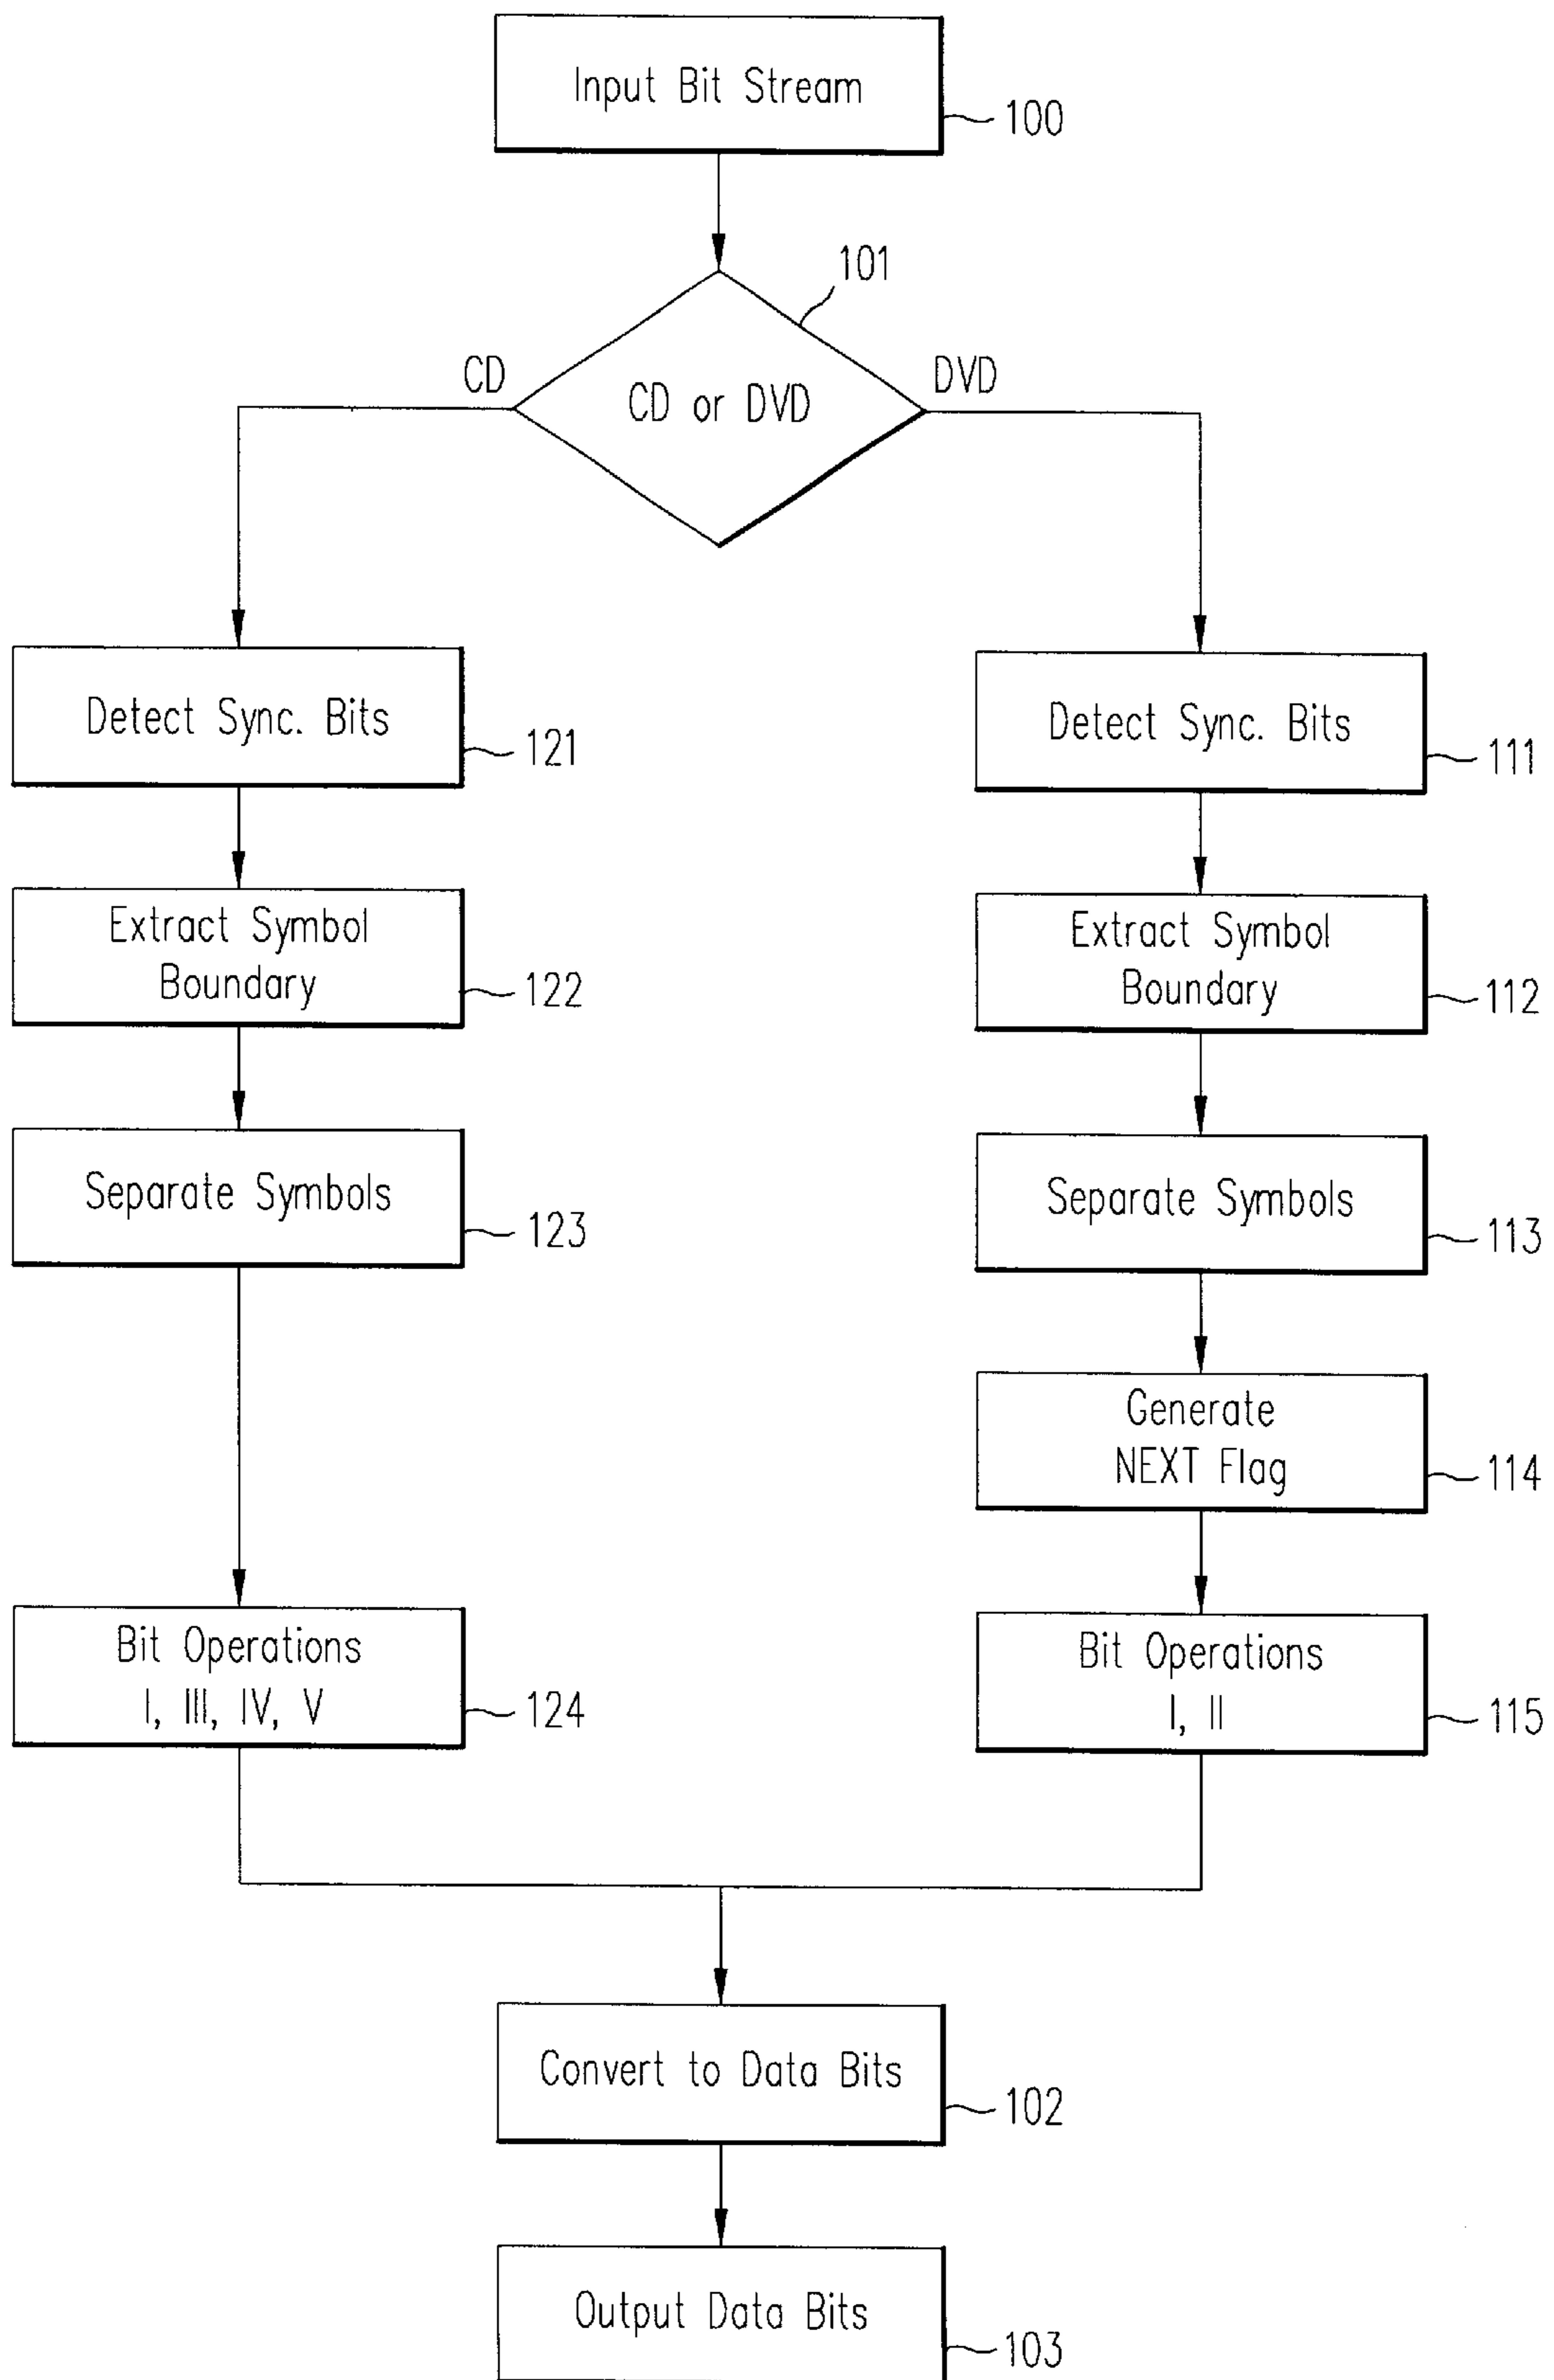 Input Bit Stream
100
101
CD
CD or DVD
DVD
Detect Sync. Bits
121
Detect Sync. Bits
111
Extract Symbol
Boundary
122
Extract Symbol
Boundary
112
Separate Symbols
123
Separate Symbols
113
Generate
NEXT Flag
114
Bit Operations
I, III, IV, V
124
Bit Operations
I, II
115
Convert to Data Bits
102
Output Data Bits
103